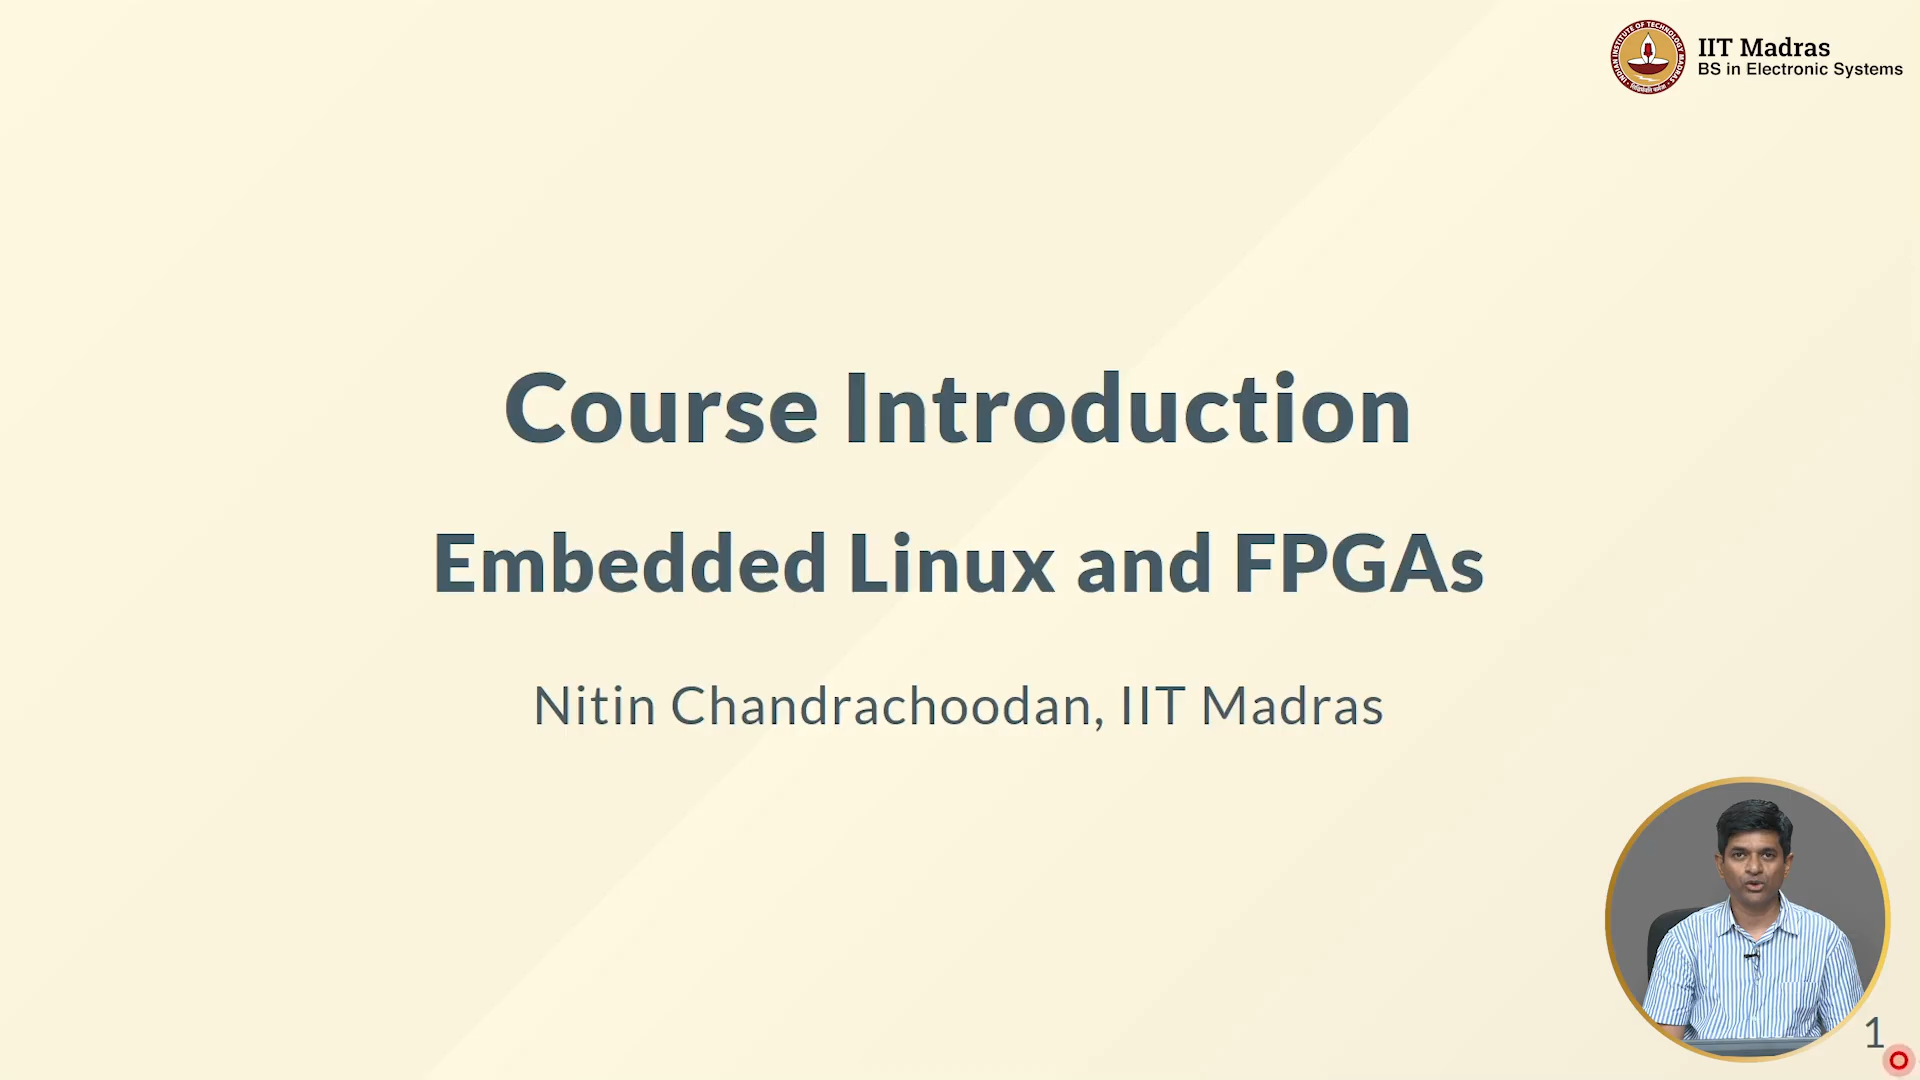 IIT Madras
BS in Electronic Systems
Course Introduction
Embedded Linux and FPGAs
Nitin Chandrachoodan, IIT Madras
1